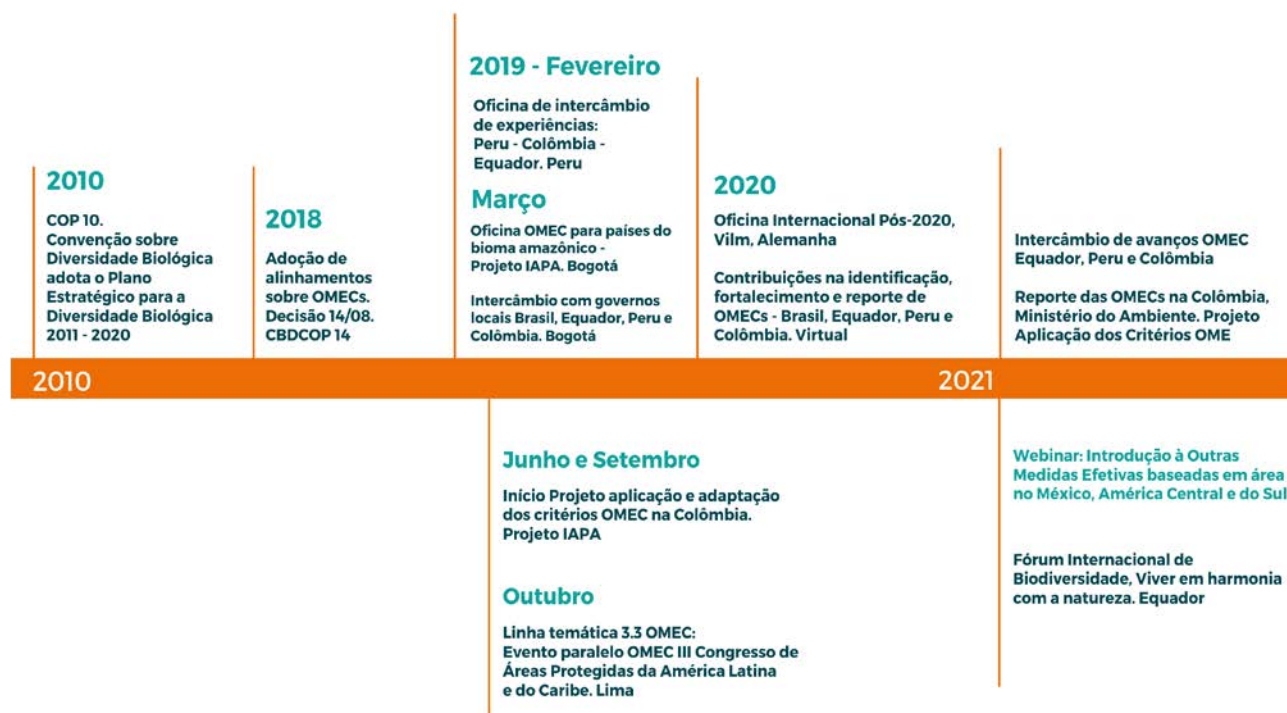 2010
COP 10.
Convenção sobre
Diversidade Biológica
adota o Plano
Estratégico para a
Diversidade Biológica
2011 - 2020
2018
Adoção de
alinhamentos
sobre OMECs.
Decisão 14/08.
CBDCOP 14
2019 - Fevereiro
Oficina de intercâmbio
de experiências:
Peru - Colômbia -
Equador. Peru
Março
Oficina OMEC para países do
bioma amazônico -
Projeto IAPA. Bogotá
Intercâmbio com governos
locais Brasil, Equador, Peru e
Colômbia. Bogotá
2020
Oficina Internacional Pós-2020,
Vilm, Alemanha
Contribuições na identificação,
fortalecimento e reporte de
OMECs - Brasil, Equador, Peru e
Colômbia. Virtual
Intercâmbio de avanços OMEC
Equador, Peru e Colômbia
Reporte das OMECs na Colômbia,
Ministério do Ambiente. Projeto
Aplicação dos Critérios OME
2010
2021
Junho e Setembro
Início Projeto aplicação e adaptação
dos critérios OMEC na Colômbia.
Projeto IAPA
Outubro
Linha temática 3.3 OMEC:
Evento paralelo OMEC III Congresso de
Áreas Protegidas da América Latina
e do Caribe. Lima
Webinar: Introdução à Outras
Medidas Efetivas baseadas em área
no México, América Central e do Sul
Fórum Internacional de
Biodiversidade, Viver em harmonia
com a natureza. Equador